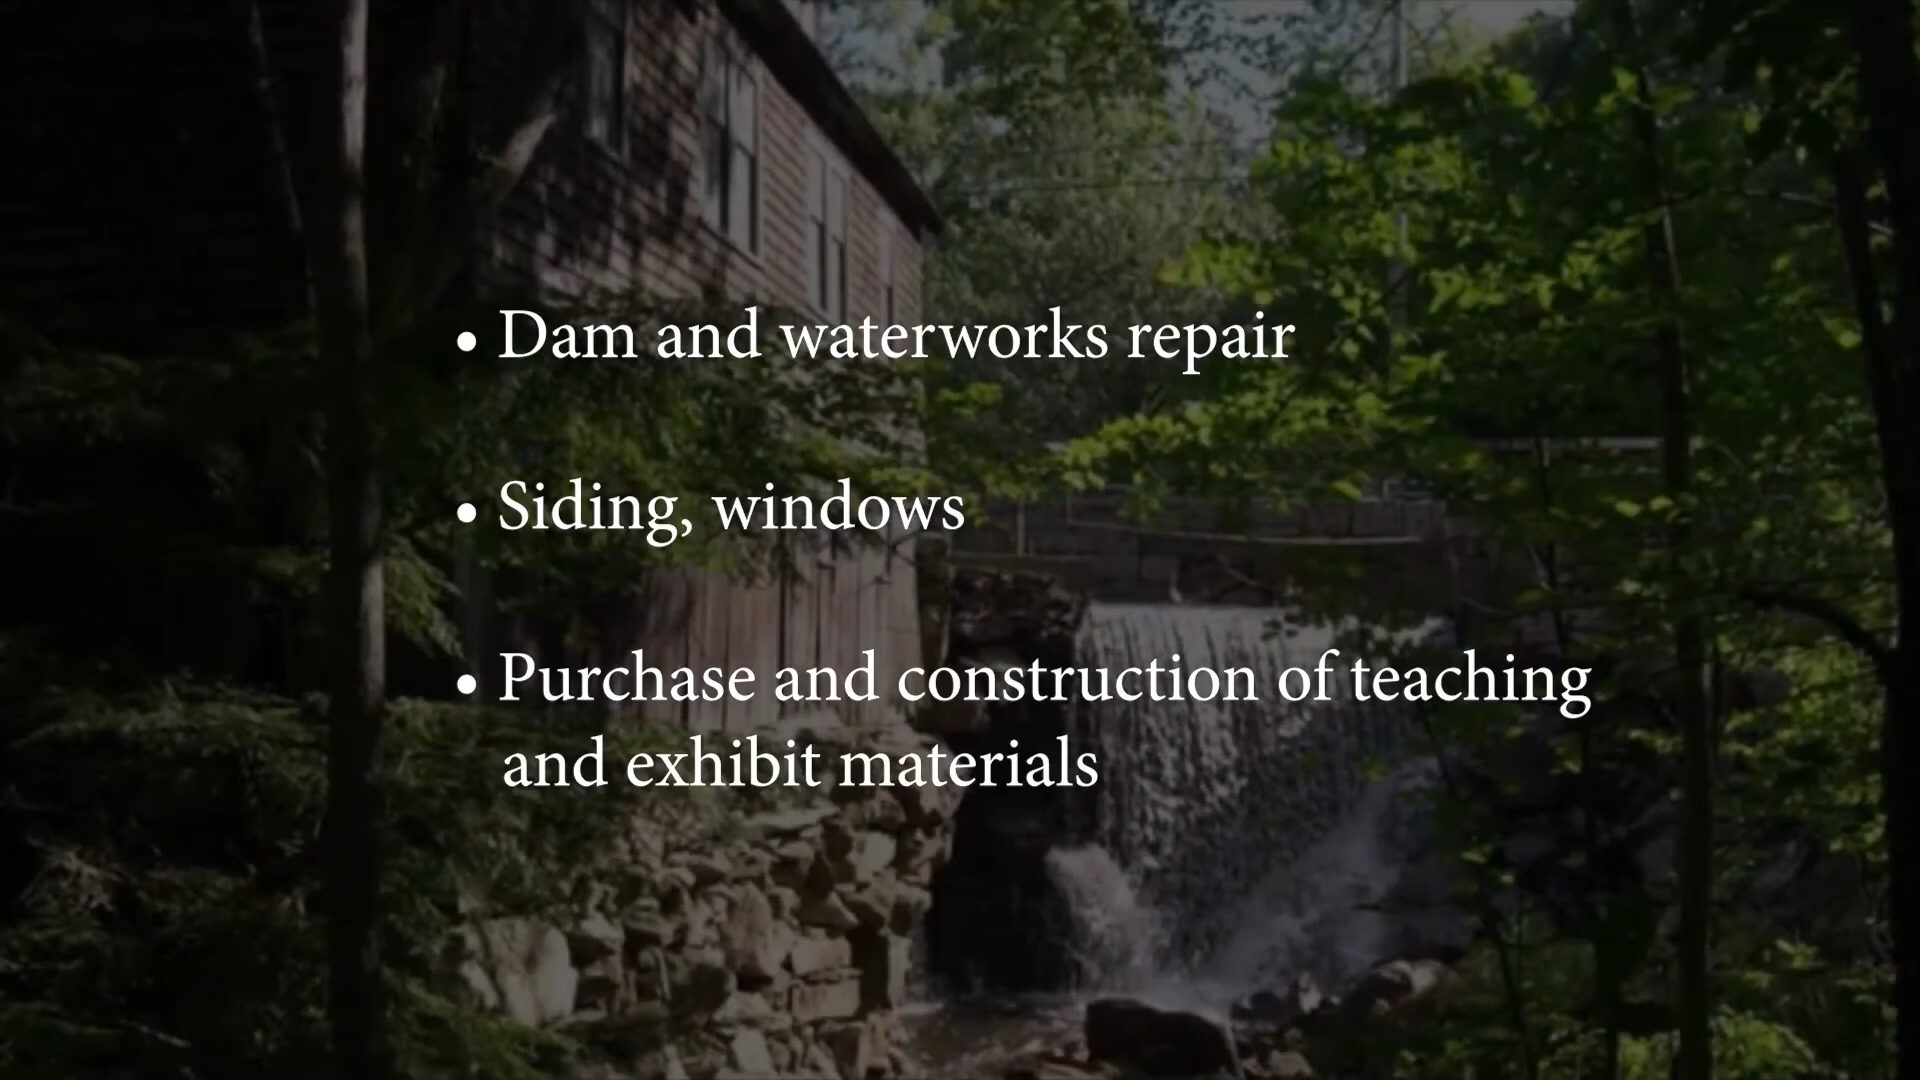 • Dam and waterworks repair
• Siding, windows
• Purchase and construction of teaching
and exhibit materials